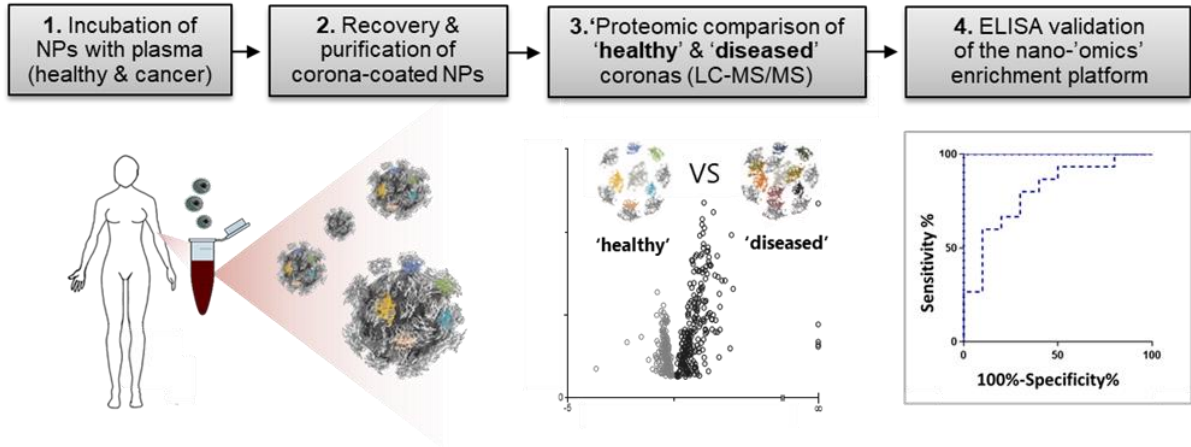 1. Incubation of
NPs with plasma
(healthy & cancer)
2. Recovery &
purification of
corona-coated NPs
3.‘Proteomic comparison of
‘healthy’ & ‘diseased’
coronas (LC-MS/MS)
4. ELISA validation
of the nano-‘omics’
enrichment platform
VS
‘healthy’
‘diseased’
0
-5
∞
100
50
0
Sensitivity %
0
50
100
100%-Specificity%